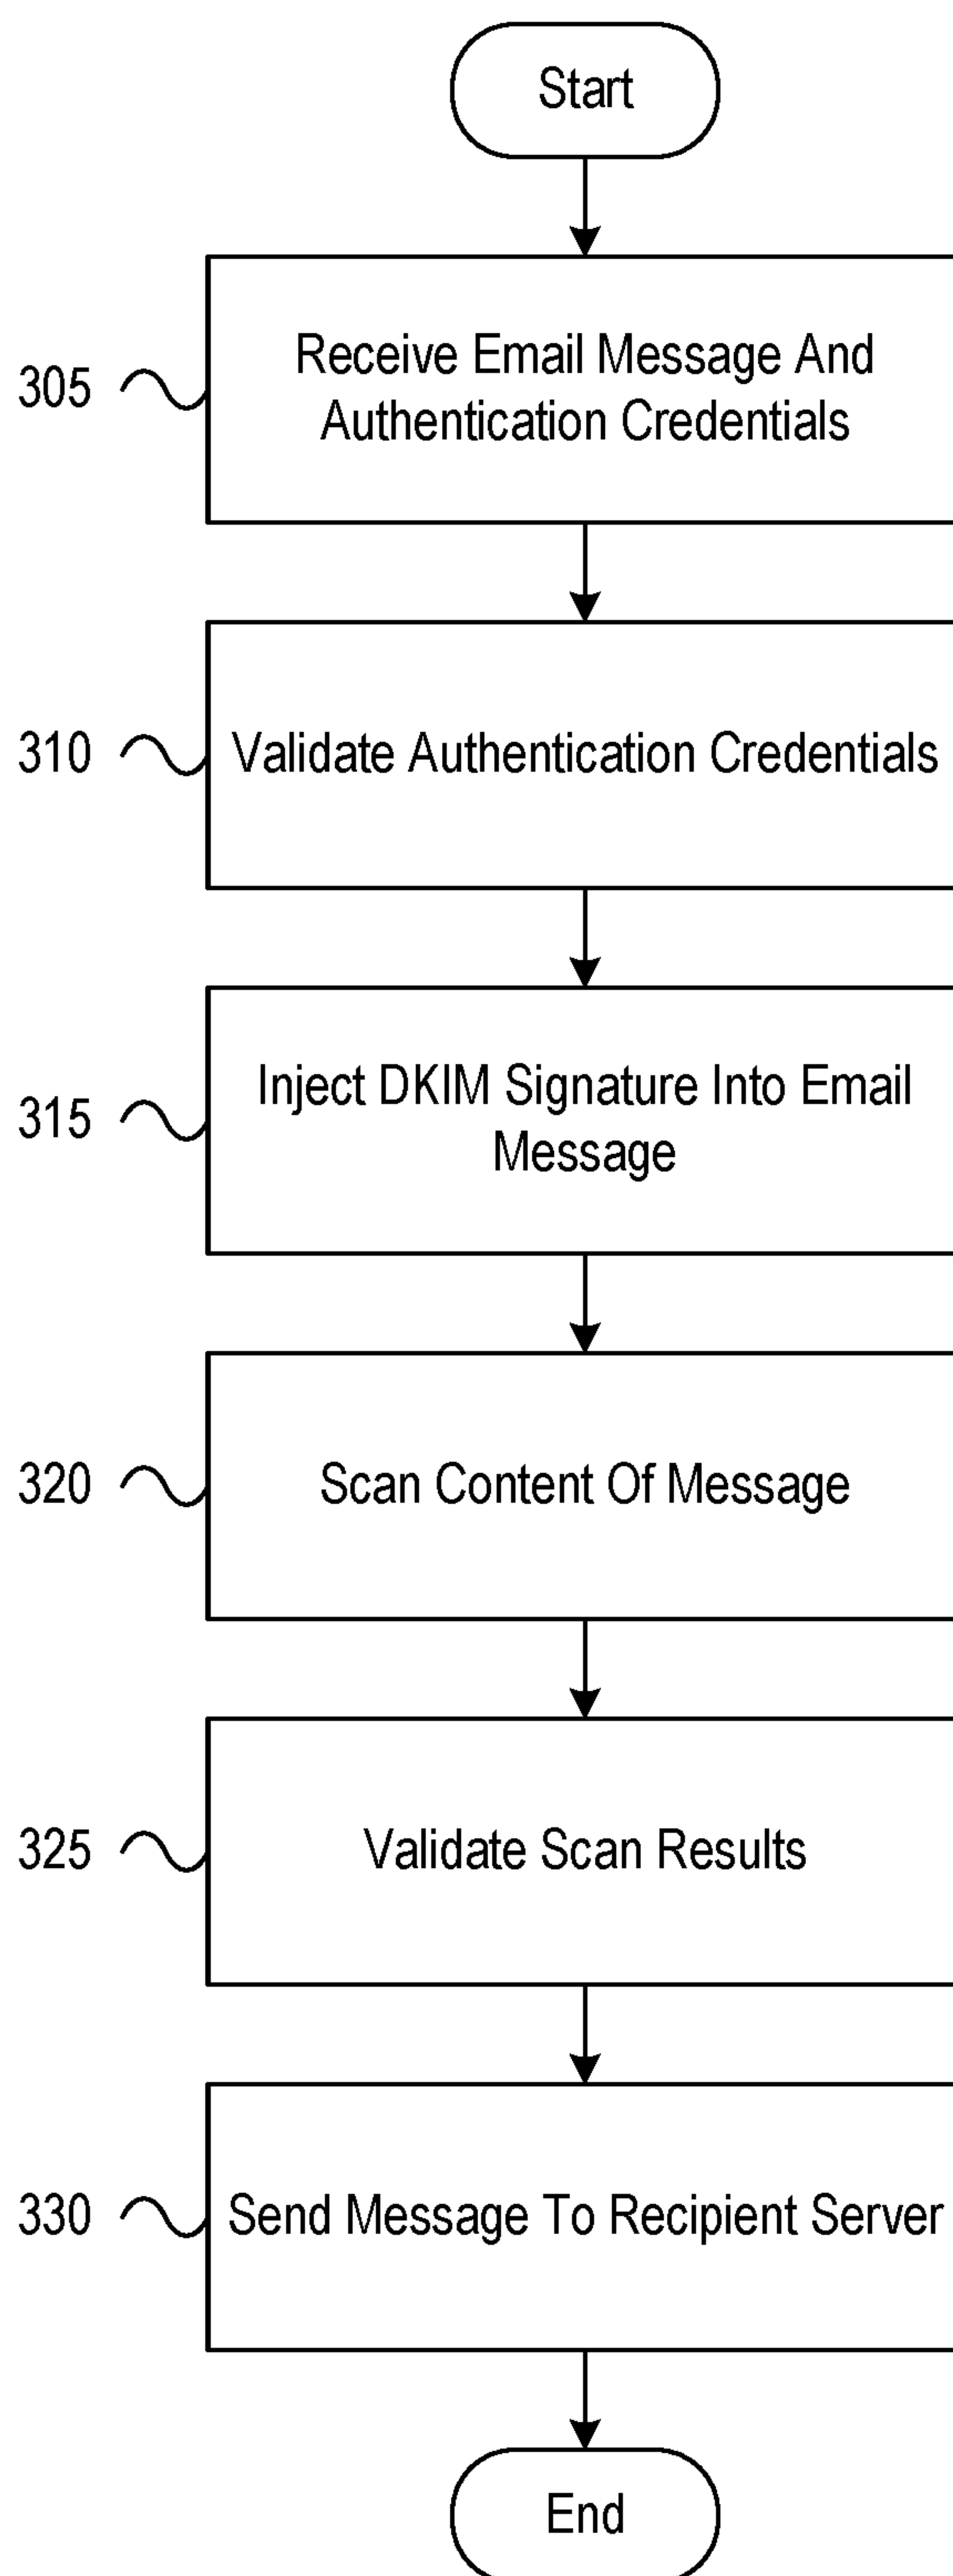 Start
305
Receive Email Message And
Authentication Credentials
310
Validate Authentication Credentials
315
Inject DKIM Signature Into Email
Message
320
Scan Content Of Message
325
Validate Scan Results
330
Send Message To Recipient Server
End